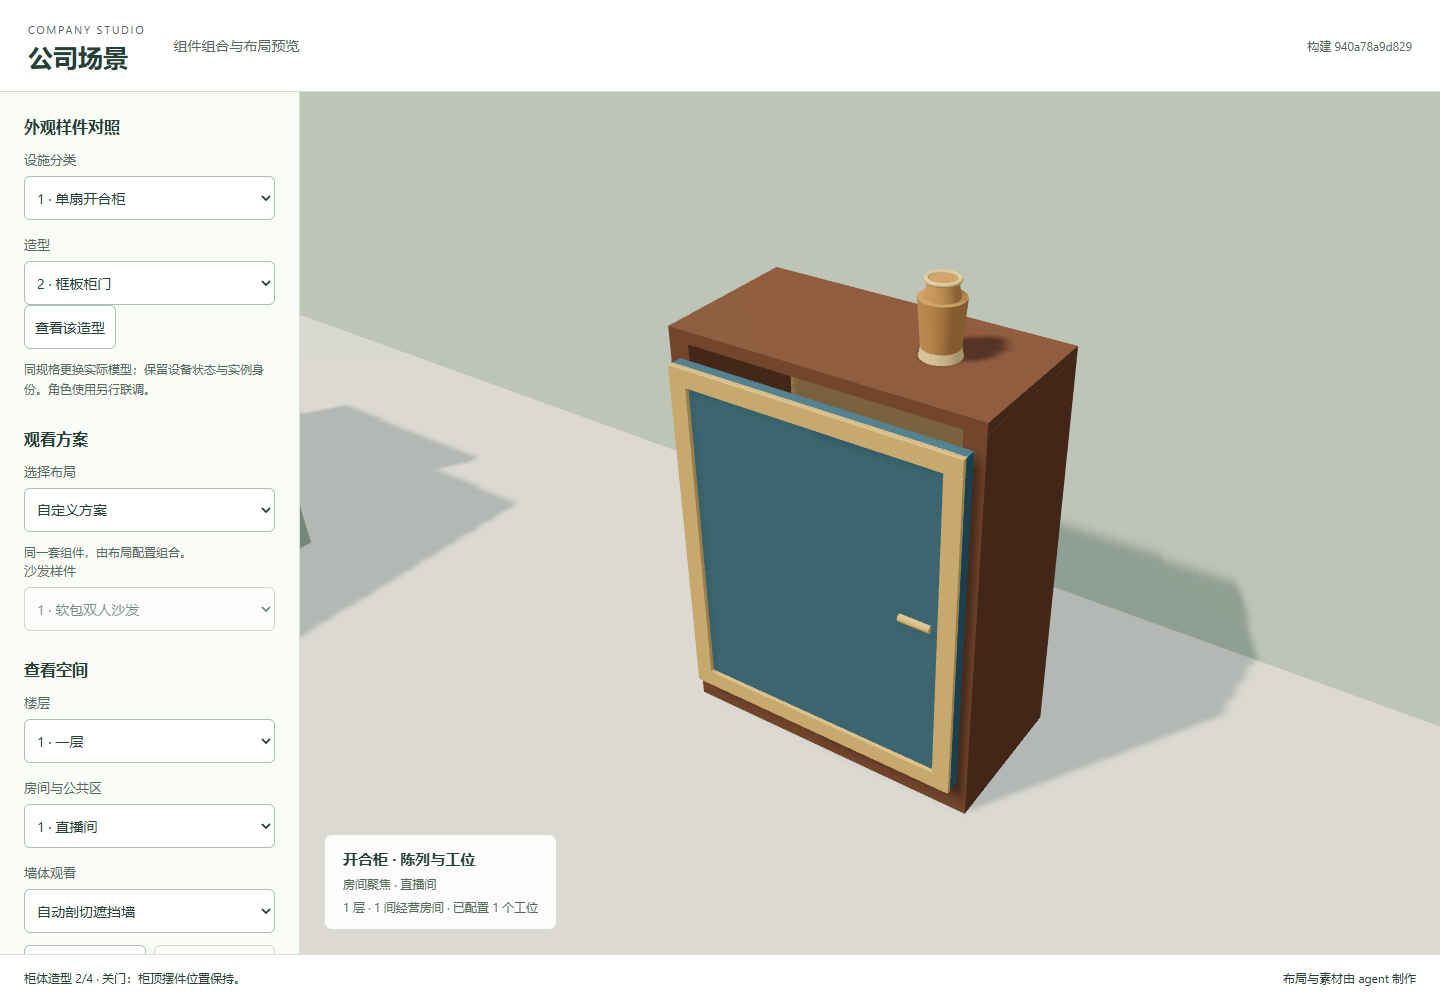 COMPANY STUDIO
公司场景
组件组合与布局预览
构建 940a78a9d829
外观样件对照
设施分类
1 · 单扇开合柜
造型
2 · 框板柜门
查看该造型
同规格更换实际模型；保留设备状态与实例身
份。角色使用另行联调。
观看方案
选择布局
自定义方案
同一套组件，由布局配置组合。
沙发样件
1 · 软包双人沙发
查看空间
楼层
1 · 一层
房间与公共区
1 · 直播间
墙体观看
自动剖切遮挡墙
开合柜 · 陈列与工位
房间聚焦 · 直播间
1 层 · 1 间经营房间 · 已配置 1 个工位
柜体造型 2/4 · 关门：柜顶摆件位置保持。
布局与素材由 agent 制作